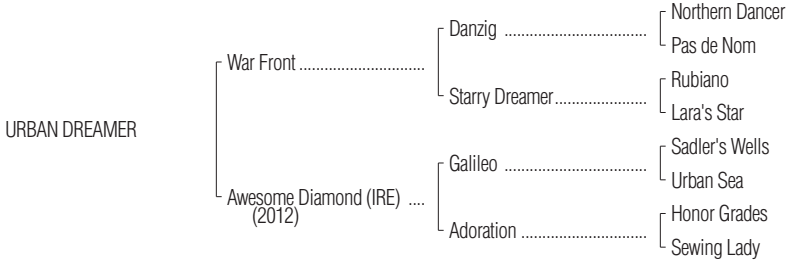 Northern Dancer
Danzig ..................................
Pas de Nom
War Front ..............................
Rubiano
Starry Dreamer......................
Lara's Star
URBAN DREAMER
Sadler's Wells
Galileo ..................................
Urban Sea
Awesome Diamond (IRE) ....
(2012)
Honor Grades
Adoration ..............................
Sewing Lady